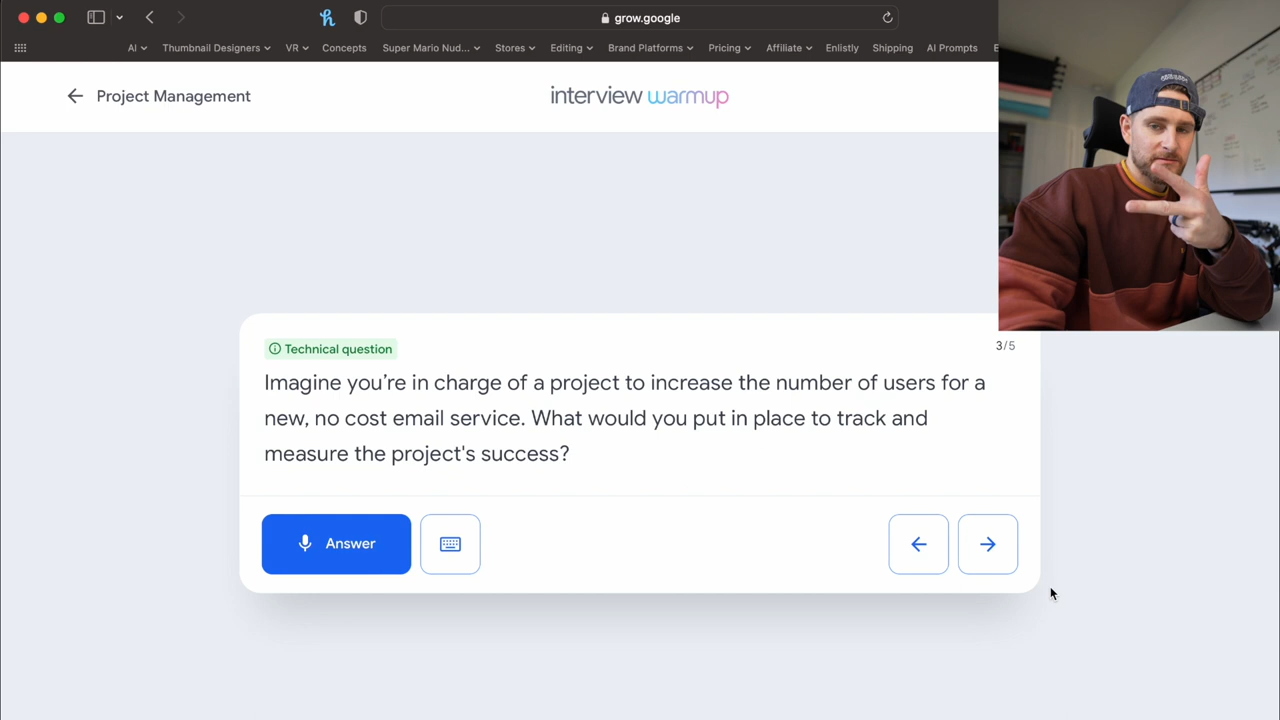 grow.google
AI Thumbnail Designers VR Concepts Super Mario Nud... Stores Editing Brand Platforms Pricing Affiliate Enlistly Shipping AI Prompts E
Project Management
interview warmup
Technical question
3/5
Imagine you’re in charge of a project to increase the number of users for a
new, no cost email service. What would you put in place to track and
measure the project's success?
Answer